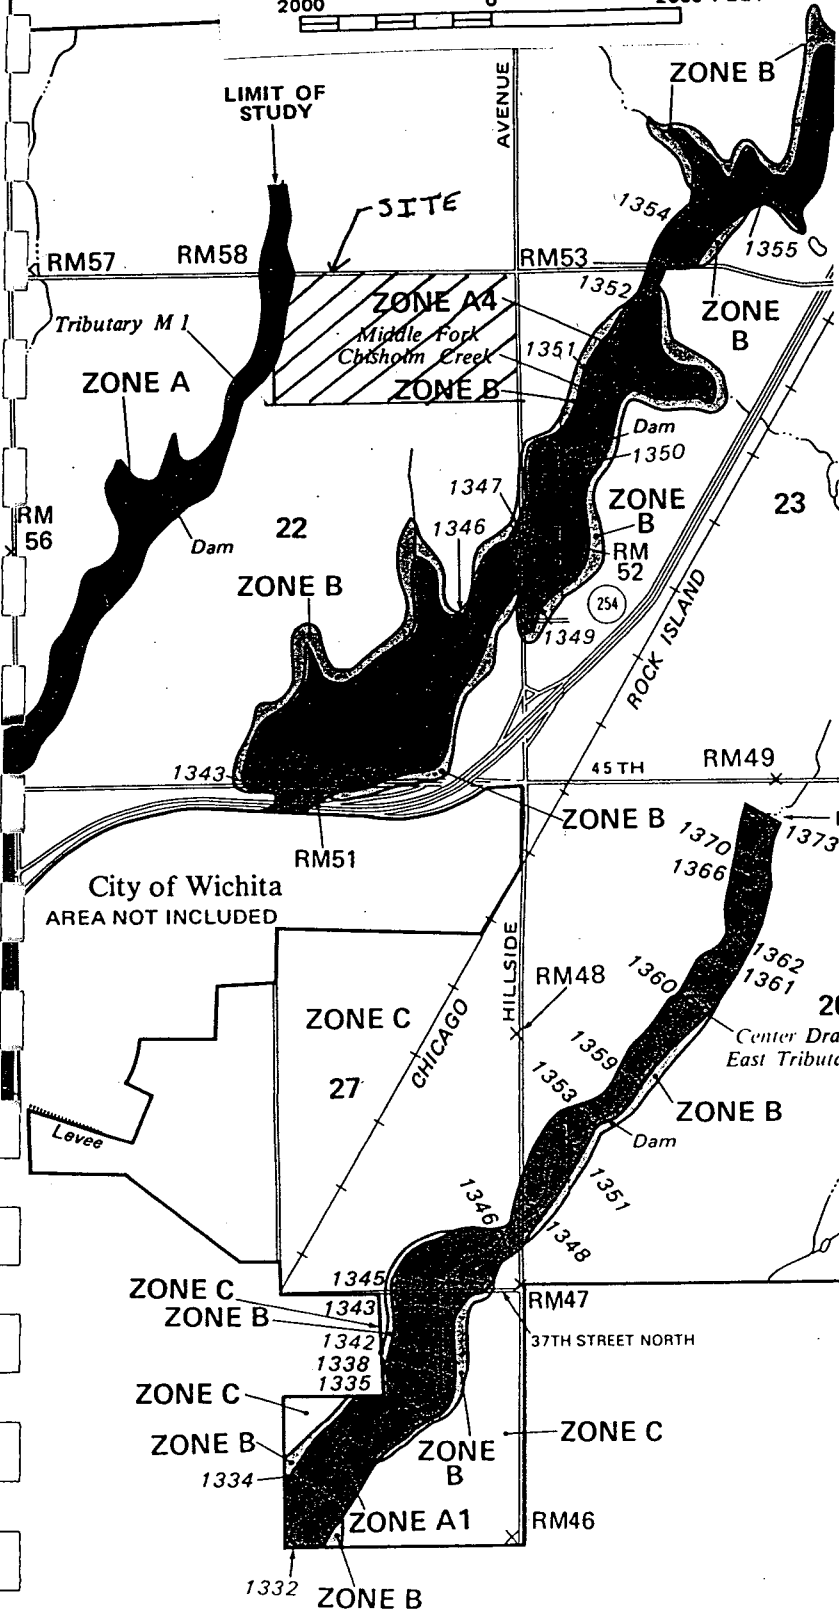 2000 0
AVENUE
ZONE B
LIMIT OF
STUDY
SITE
1354
RM57
RM58
RM53
1355
1352
ZONE A4
ZONE
B
Tributary M 1
Middle Fork
Chisholm Creek
1351
ZONE A
ZONE B
Dam
1350
1347
1346
ZONE
B
23
RM
56
22
Dam
RM
52
ZONE B
254
1349
ROCK ISLAND
1343
45TH
RM49
ZONE B
1370
1373
1366
RM51
City of Wichita
AREA NOT INCLUDED
HILLSIDE
1362
1361
1360
RM48
ZONE C
CHICAGO
Center Dra
East Tributa
1359
27
1353
ZONE B
Levee
Dam
1351
1346
1348
ZONE C
1345
RM47
ZONE B
1343
1342
37TH STREET NORTH
1338
1335
ZONE C
ZONE B
ZONE
B
ZONE C
1334
ZONE A1
RM46
1332
ZONE B